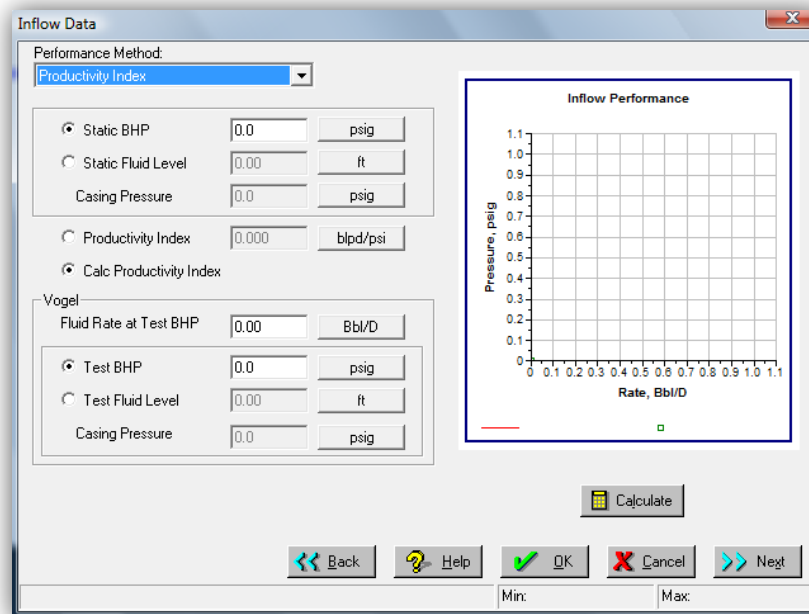 Inflow Data
Performance Method:
Productivity Index
Static BHP 0.0 psig
Static Fluid Level 0.00 ft
Casing Pressure 0.0 psig
Productivity Index 0.000 blpd/psi
Calc Productivity Index
Vogel
Fluid Rate at Test BHP 0.00 Bbl/D
Test BHP 0.0 psig
Test Fluid Level 0.00 ft
Casing Pressure 0.0 psig
Inflow Performance
Pressure, psig
1.1
1.0
0.9
0.8
0.7
0.6
0.5
0.4
0.3
0.2
0.1
0
0 0.1 0.2 0.3 0.4 0.5 0.6 0.7 0.8 0.9 1.0 1.1
Rate, Bbl/D
Calculate
Back Help OK Cancel Next
Min: Max: